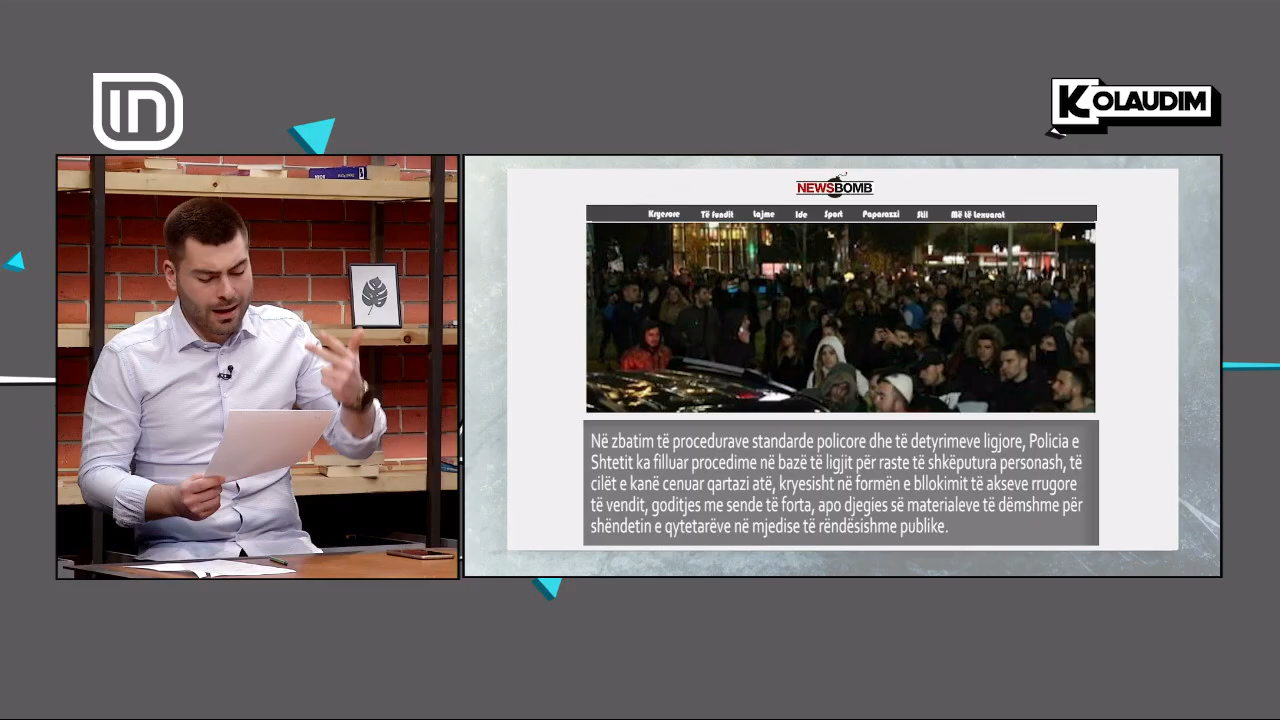 IN
KOLAUDIM
NEWSBOMB
Kryesore Të fundit Lajme Ide Sport Paparazzi Stil Më të lexuarat
Në zbatim të procedurave standarde policore dhe të detyrimeve ligjore, Policia e
Shtetit ka filluar procedime në bazë të ligjit për raste të shkëputura personash, të
cilët e kanë cenuar qartazi atë, kryesisht në formën e bllokimit të akseve rrugore
të vendit, goditjes me sende të forta, apo djegies së materialeve të dëmshme për
shëndetin e qytetarëve në mjedise të rëndësishme publike.